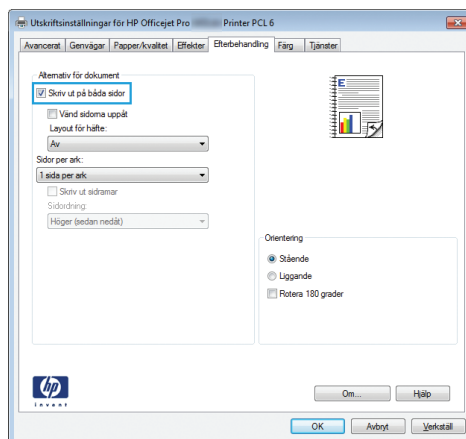 Utskriftsinställningar för HP Officejet Pro Printer PCL 6
Avancerat Genvägar Papper/kvalitet Effekter Efterbehandling Färg Tjänster
Alternativ för dokument
Skriv ut på båda sidor
Vänd sidorna uppåt
Layout för häfte:
Av
Sidor per ark:
1 sida per ark
Skriv ut sidramar
Sidordning:
Höger (sedan nedåt)
E
Orientering
Stående
Liggande
Rotera 180 grader
hp
invent
Om... Hjälp
OK Avbryt Verkställ